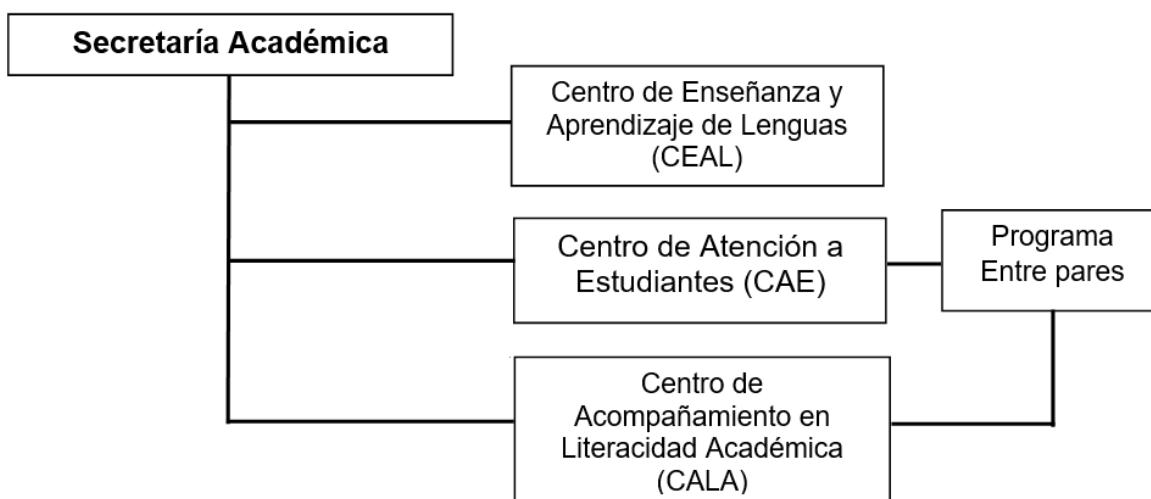 Secretaría Académica
Centro de Enseñanza y
Aprendizaje de Lenguas
(CEAL)
Centro de Atención a
Estudiantes (CAE)
Programa
Entre pares
Centro de
Acompañamiento en
Literacidad Académica
(CALA)